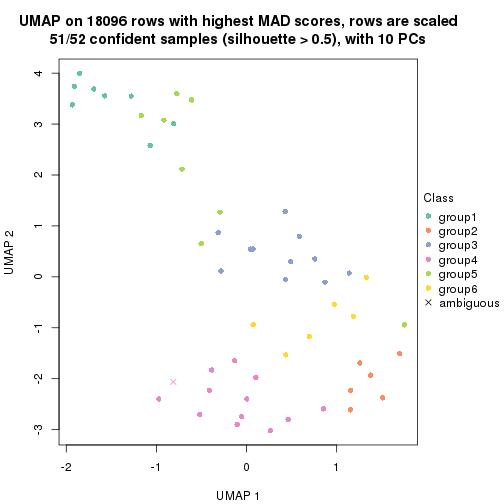 UMAP on 18096 rows with highest MAD scores, rows are scaled
51/52 confident samples (silhouette > 0.5), with 10 PCs
4
3
2
1
0
-1
-2
-3
UMAP 2
-2
-1
0
1
UMAP 1
Class
group1
group2
group3
group4
group5
group6
ambiguous